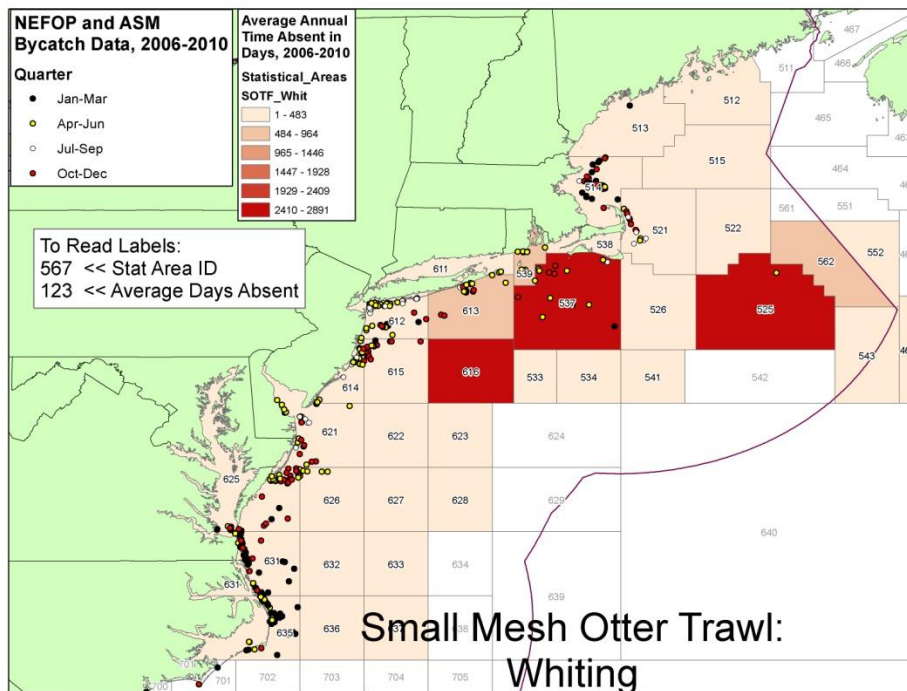 NEFOP and ASM
Bycatch Data, 2006-2010
Quarter
Jan-Mar
Apr-Jun
Jul-Sep
Oct-Dec
Average Annual
Time Absent in
Days, 2006-2010
Statistical_Areas
SOTF_Whit
1 - 483
484 - 964
965 - 1446
1447 - 1928
1929 - 2409
2410 - 2891
To Read Labels:
567 << Stat Area ID
123 << Average Days Absent
467
511
466
512
465
513
515
464
514
561
551
521
522
538
552
562
611
539
537
525
613
612
526
543
616
615
533
534
541
542
614
621
622
623
624
625
626
627
628
629
640
631
632
633
634
631
639
635
636
637
638
Small Mesh Otter Trawl:
Whiting
700
701
702
704
705